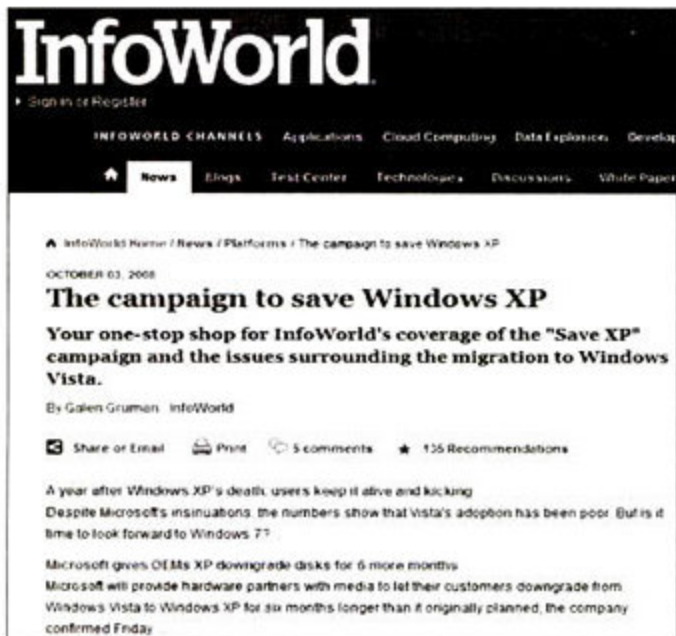 InfoWorld
Sign in or Register
INFOWORLD CHANNELS Applications Cloud Computing Data Explosion Develop
News Blogs Test Center Technologies Discussions White Paper
InfoWorld Home / News / Platforms / The campaign to save Windows XP
OCTOBER 03, 2008
The campaign to save Windows XP
Your one-stop shop for InfoWorld's coverage of the "Save XP"
campaign and the issues surrounding the migration to Windows
Vista.
By Galen Gruman InfoWorld
Share or Email Print 5 comments 135 Recommendations
A year after Windows XP's death, users keep it alive and kicking
Despite Microsoft's insinuations, the numbers show that Vista's adoption has been poor. But is it
time to look forward to Windows 7?
Microsoft gives OEMs XP downgrade disks for 6 more months
Microsoft will provide hardware partners with media to let their customers downgrade from
Windows Vista to Windows XP for six months longer than it originally planned, the company
confirmed Friday